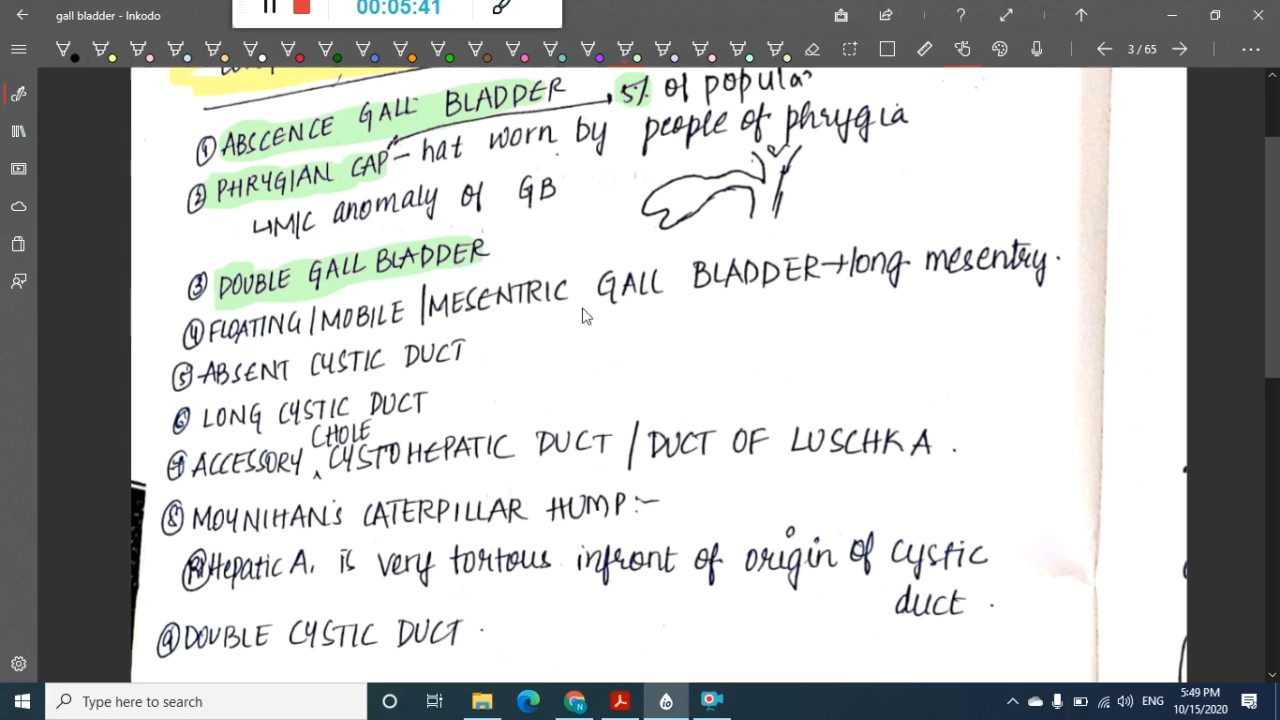 gall bladder - Inkodo
00:05:41
3 / 65
① ABSCENCE GALL BLADDER 5% of popula
② PHRYGIAN CAP - hat worn by people of phrygia
↳M/C anomaly of GB
③ DOUBLE GALL BLADDER
④ FLOATING / MOBILE / MESENTRIC GALL BLADDER → long mesentry.
⑤ ABSENT CYSTIC DUCT
⑥ LONG CYSTIC DUCT
CHOLE
⑦ ACCESSORY ^ CYSTOHEPATIC DUCT / DUCT OF LUSCHKA.
⑧ MOYNIHAN'S CATERPILLAR HUMP :-
Ⓡ Hepatic A. is very tortous infront of origin of cystic
duct.
⑨ DOUBLE CYSTIC DUCT.
Type here to search
ENG
5:49 PM
10/15/2020